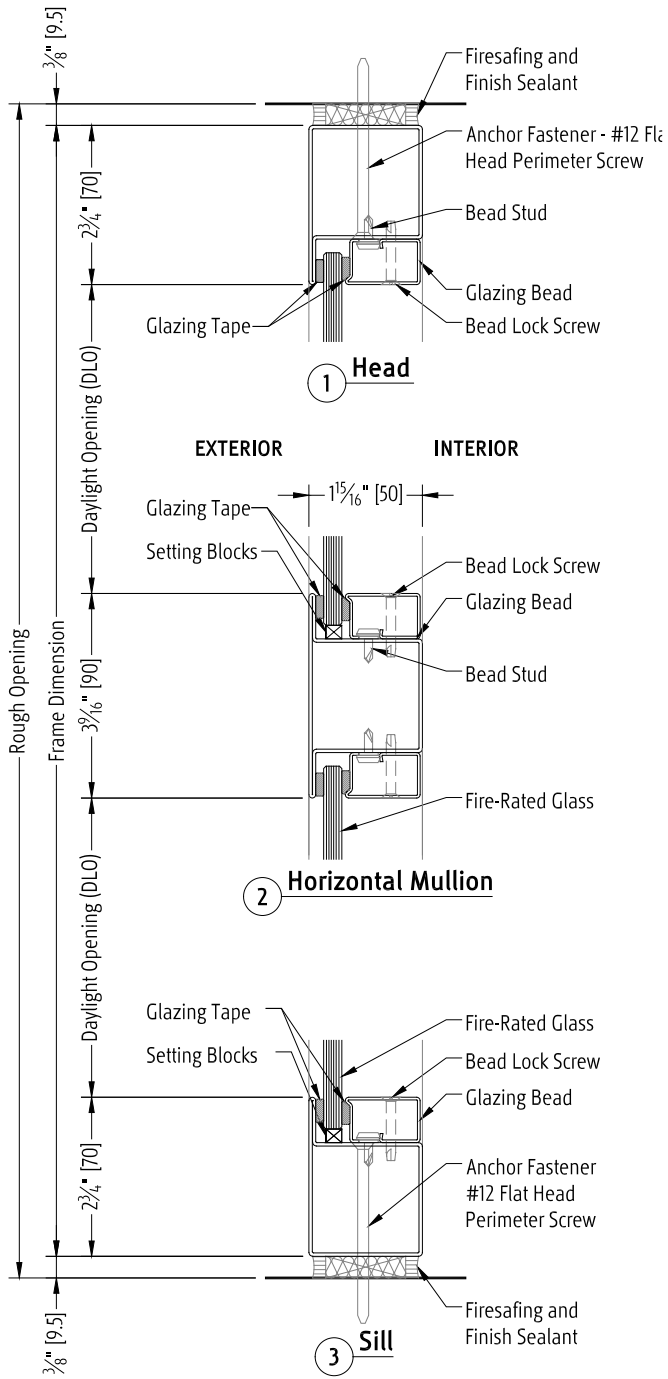 3/8" [9.5]
Firesafing and
Finish Sealant
Anchor Fastener - #12 Fla
Head Perimeter Screw
2 3/4" [70]
Bead Stud
Glazing Bead
Glazing Tape
Bead Lock Screw
1 Head
Daylight Opening (DLO)
EXTERIOR
INTERIOR
1 15/16" [50]
Glazing Tape
Setting Blocks
Bead Lock Screw
Glazing Bead
Bead Stud
Rough Opening
Frame Dimension
3 9/16" [90]
Fire-Rated Glass
2 Horizontal Mullion
Daylight Opening (DLO)
Glazing Tape
Setting Blocks
Fire-Rated Glass
Bead Lock Screw
Glazing Bead
2 3/4" [70]
Anchor Fastener
#12 Flat Head
Perimeter Screw
Firesafing and
Finish Sealant
3/8" [9.5]
3 Sill